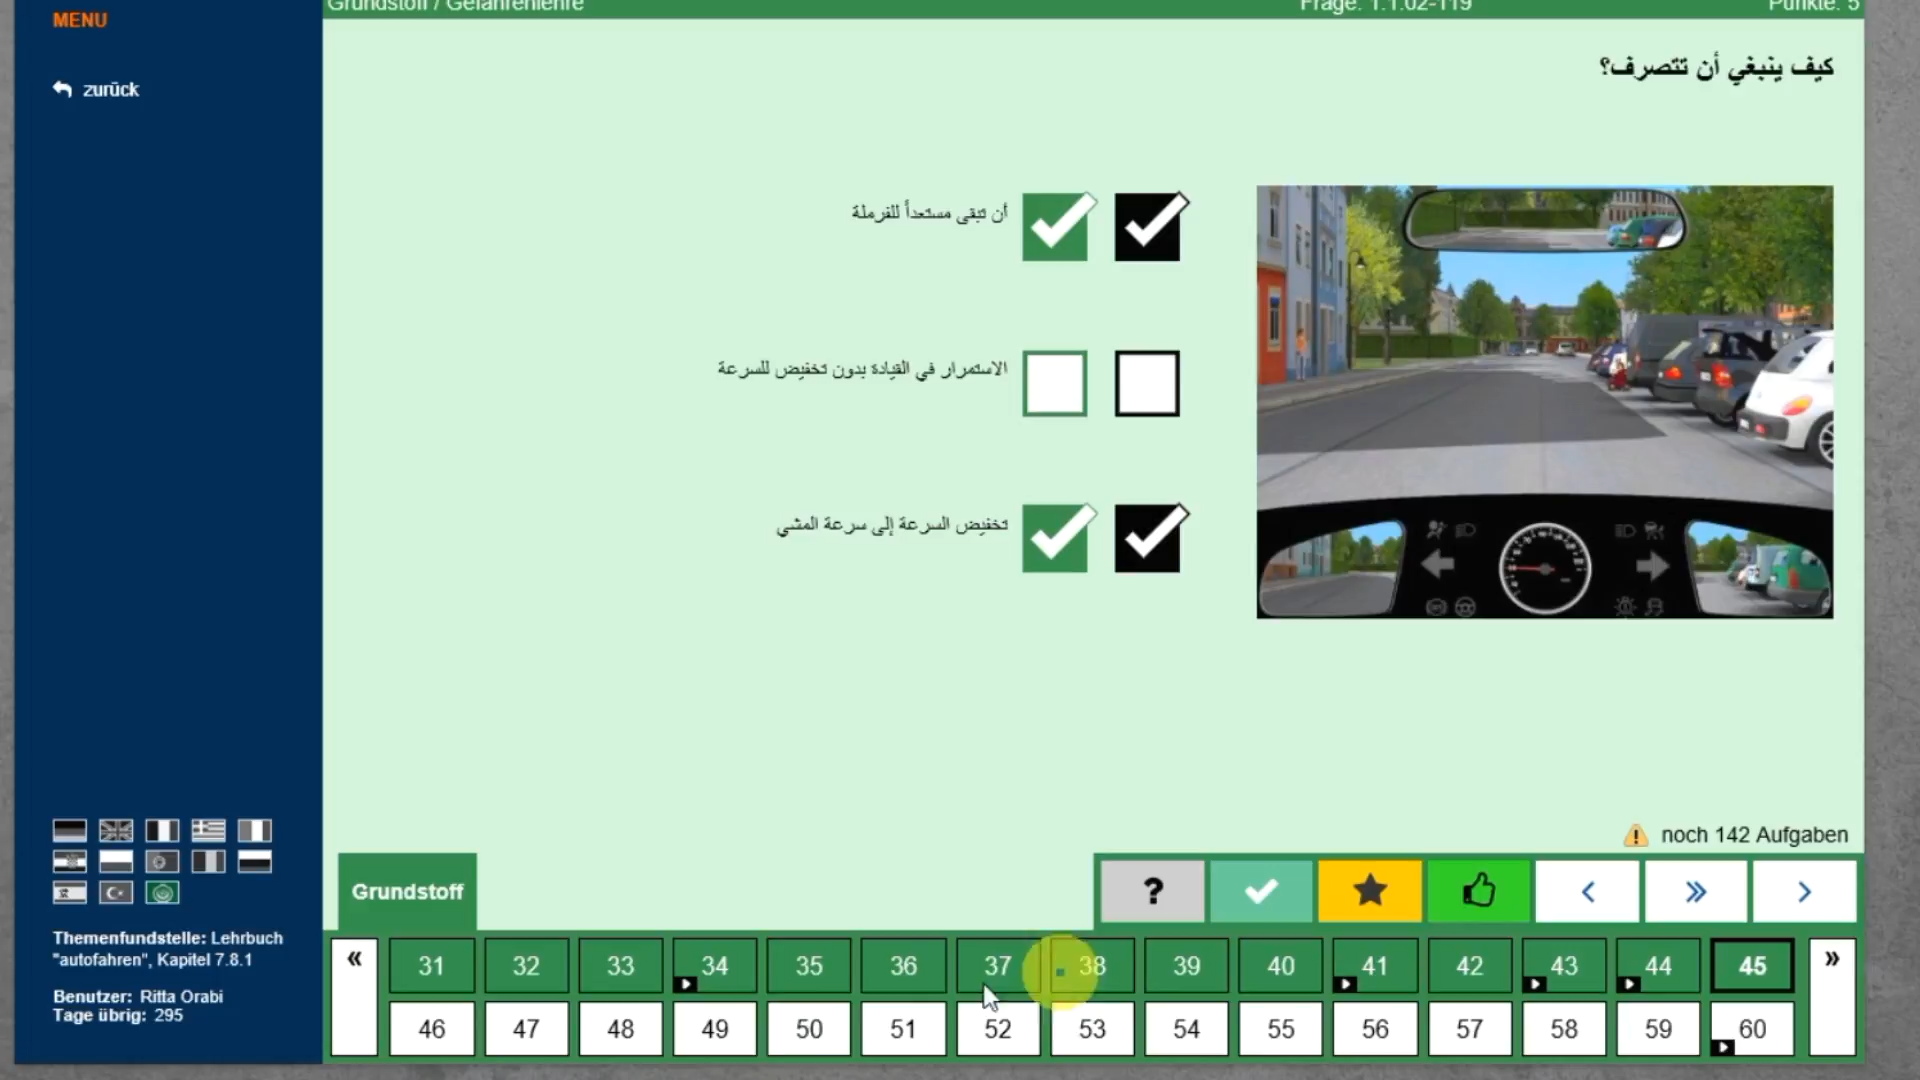 MENU
zurück
Grundstoff / Gefahrenlehre
Frage: 1.1.02-119
Punkte: 5
كيف ينبغي أن تتصرف؟
أن تبقى مستعداً للفرملة
الاستمرار في القيادة بدون تخفيض للسرعة
تخفيض السرعة إلى سرعة المشي
noch 142 Aufgaben
Grundstoff
?
Themenfundstelle: Lehrbuch
"autofahren", Kapitel 7.8.1
Benutzer: Ritta Orabi
Tage übrig: 295
« 31 32 33 34 35 36 37 38 39 40 41 42 43 44 45 »
46 47 48 49 50 51 52 53 54 55 56 57 58 59 60